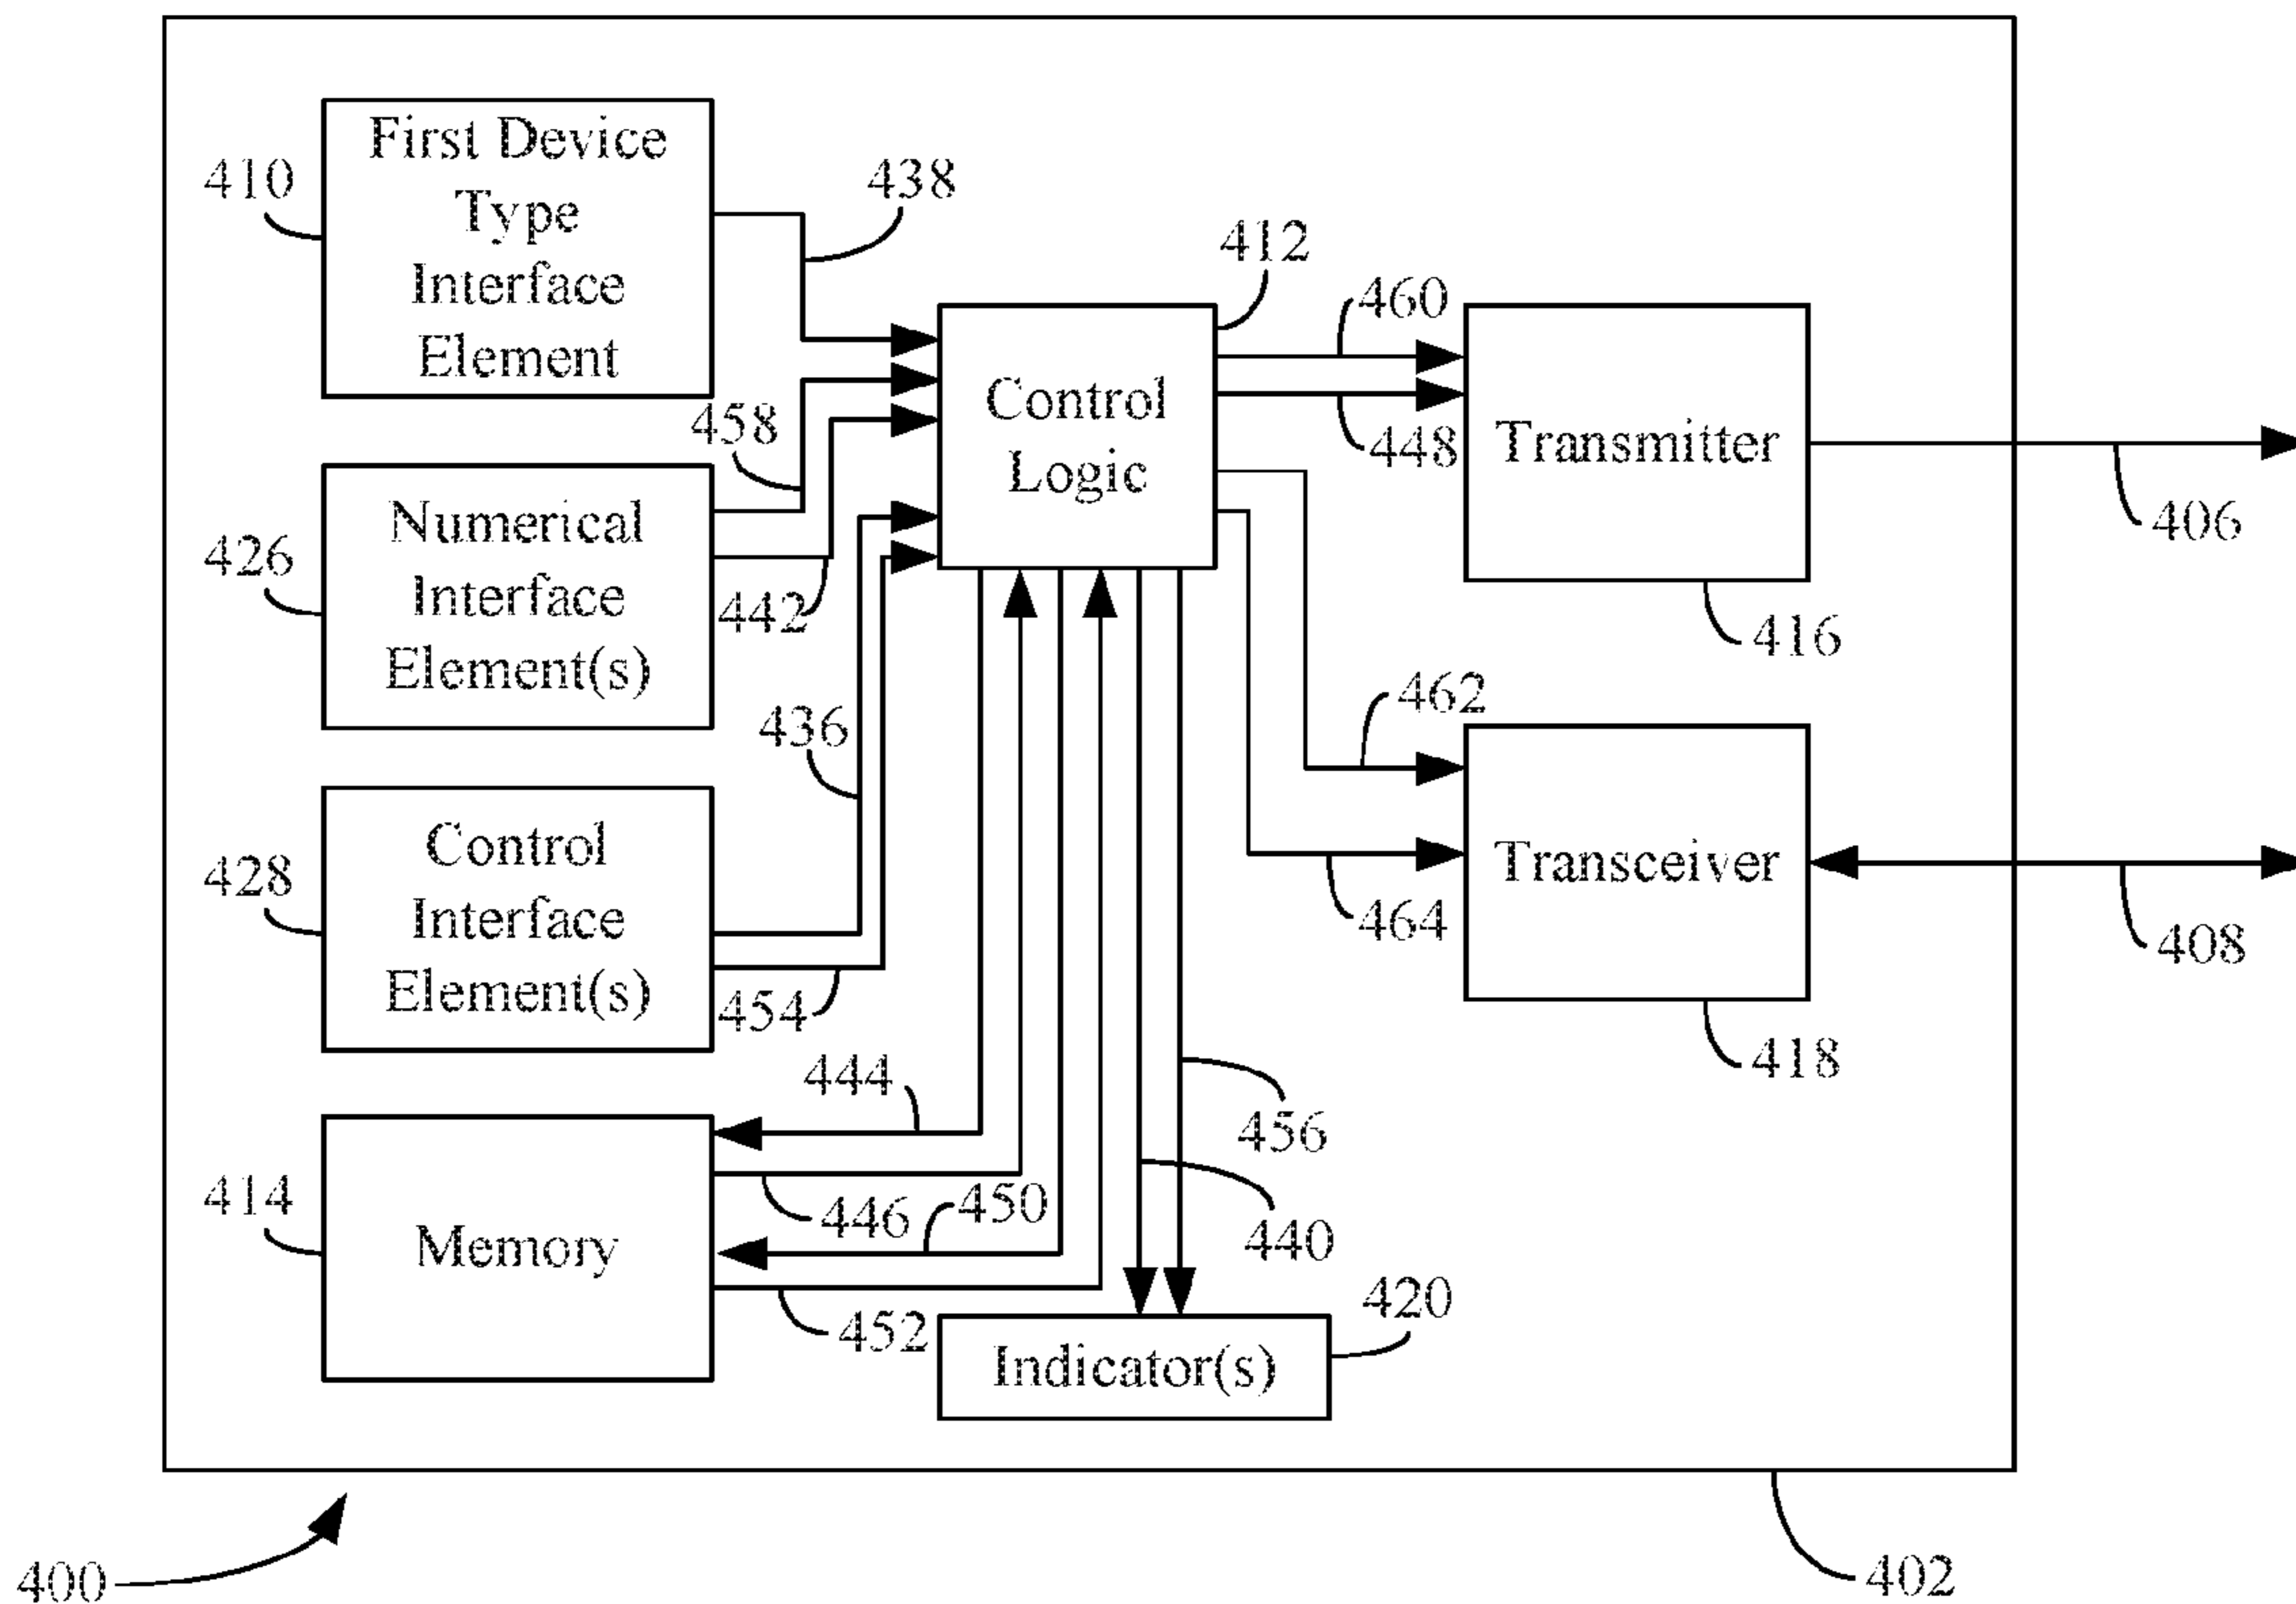 First Device
Type
Interface
Element
410
438
412
460
448
Control
Logic
Transmitter
406
416
458
Numerical
Interface
Element(s)
426
442
436
462
Control
Interface
Element(s)
428
454
464
Transceiver
408
418
444
456
414
Memory
446
450
440
452
420
Indicator(s)
400
402